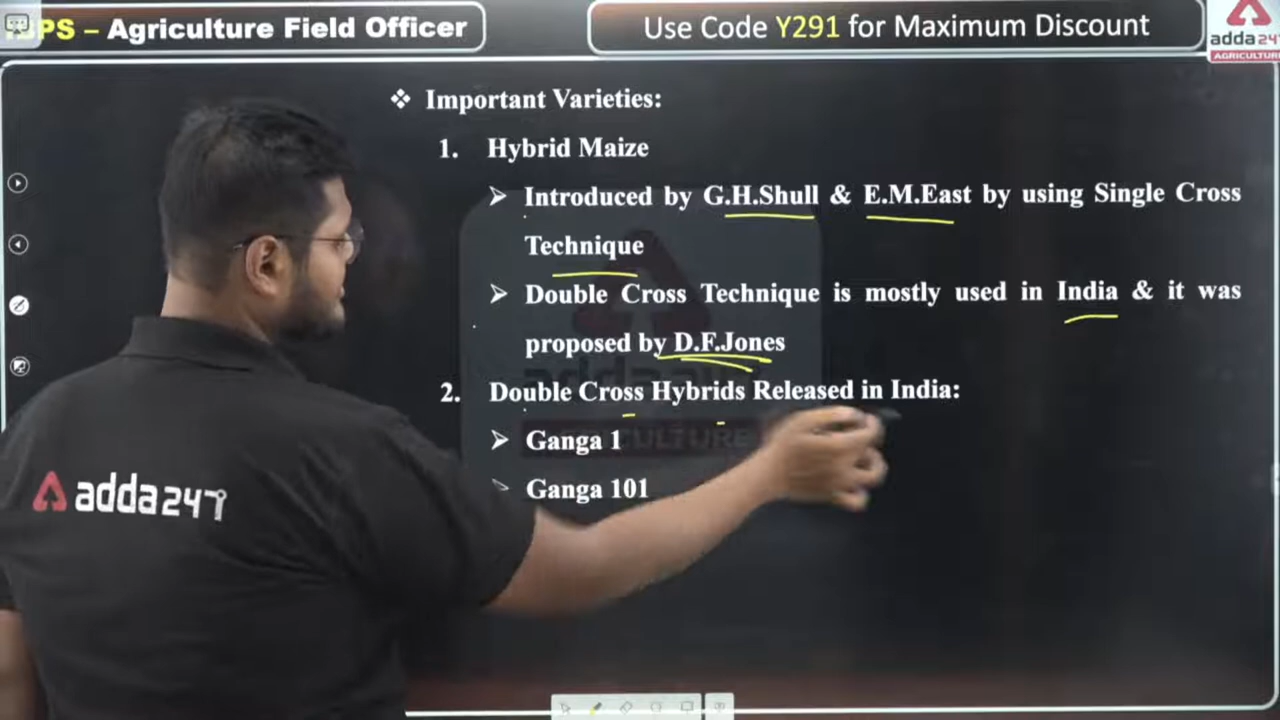 IBPS – Agriculture Field Officer
Use Code Y291 for Maximum Discount
adda247
AGRICULTURE
❖ Important Varieties:
1. Hybrid Maize
➢ Introduced by G.H.Shull & E.M.East by using Single Cross
Technique
➢ Double Cross Technique is mostly used in India & it was
proposed by D.F.Jones
2. Double Cross Hybrids Released in India:
➢ Ganga 1
➢ Ganga 101
adda247
AGRICULTURE
adda247